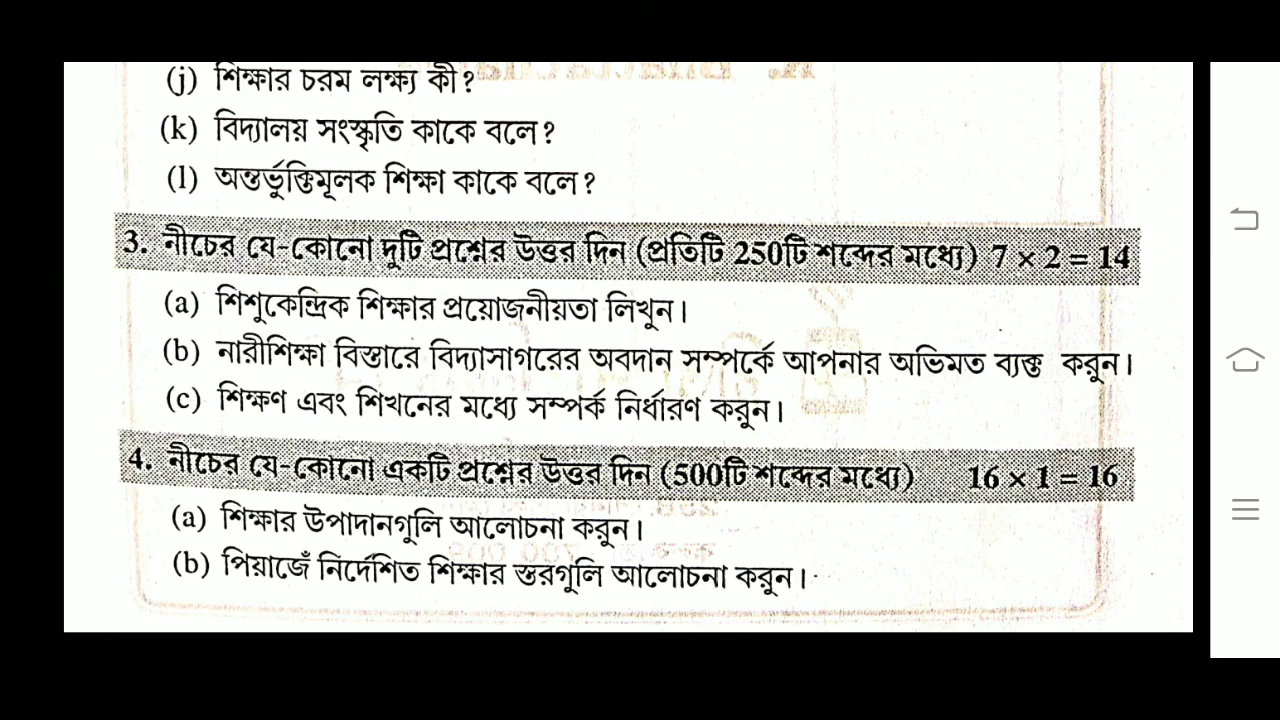 (j) শিক্ষার চরম লক্ষ্য কী?
(k) বিদ্যালয় সংস্কৃতি কাকে বলে?
(l) অন্তর্ভুক্তিমূলক শিক্ষা কাকে বলে?
3. নীচের যে-কোনো দুটি প্রশ্নের উত্তর দিন (প্রতিটি 250টি শব্দের মধ্যে) 7 × 2 = 14
(a) শিশুকেন্দ্রিক শিক্ষার প্রয়োজনীয়তা লিখুন।
(b) নারীশিক্ষা বিস্তারে বিদ্যাসাগরের অবদান সম্পর্কে আপনার অভিমত ব্যক্ত করুন।
(c) শিক্ষণ এবং শিখনের মধ্যে সম্পর্ক নির্ধারণ করুন।
4. নীচের যে-কোনো একটি প্রশ্নের উত্তর দিন (500টি শব্দের মধ্যে) 16 × 1 = 16
(a) শিক্ষার উপাদানগুলি আলোচনা করুন।
(b) পিয়াজেঁ নির্দেশিত শিক্ষার স্তরগুলি আলোচনা করুন।